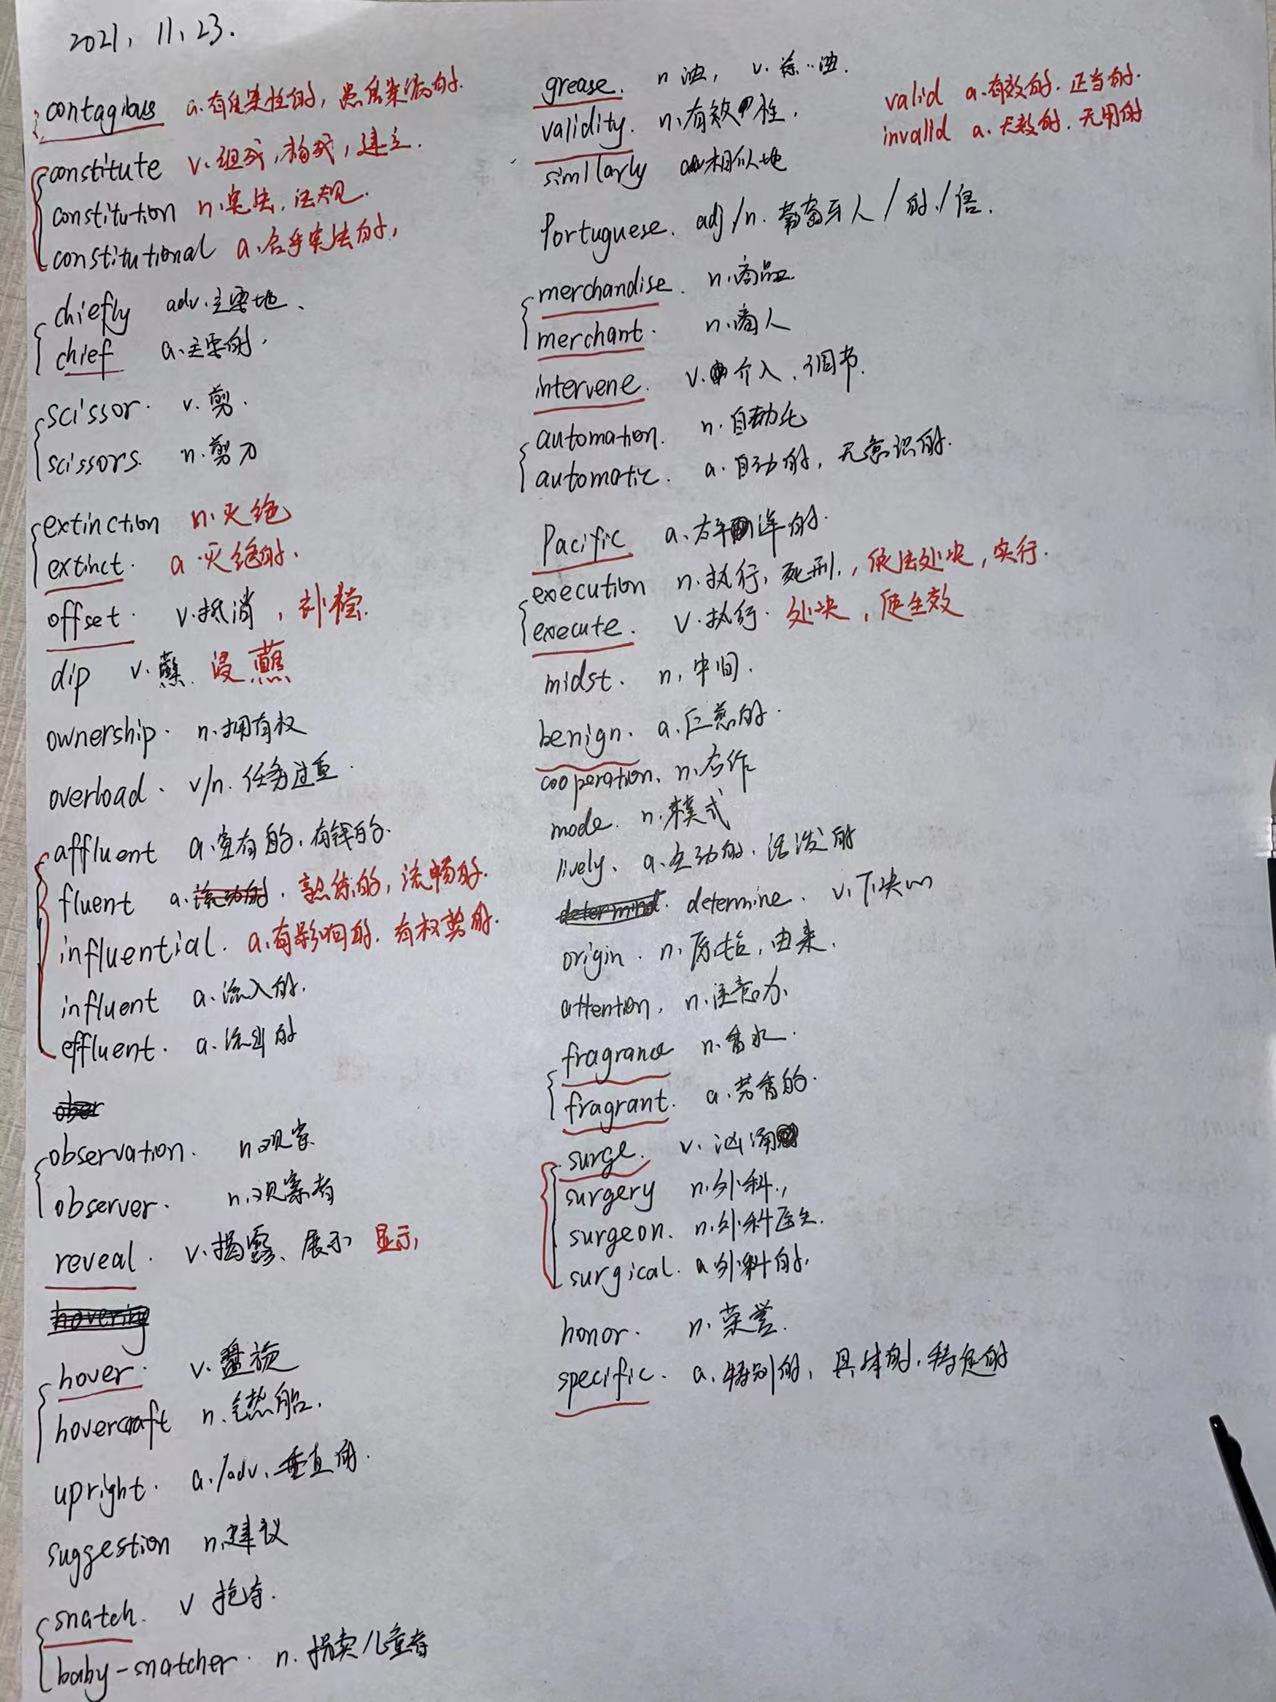 2021.11.23.
contagious a.有传染性的,患传染病的.
constitute v.组成,构成,建立.
constitution n.宪法,法规.
constitutional a.合乎宪法的,
chiefly adv.主要地、
chief a.主要的,
scissor. v.剪.
scissors. n.剪刀
extinction n.灭绝
extinct. a.灭绝的.
offset. v.抵消,补偿.
dip v.蘸.浸,蘸
ownership. n.拥有权
overload. v/n.任务过重.
affluent a.富有的,有钱的.
fluent a.流动的.熟练的,流畅的.
influential. a.有影响的.有权势的.
influent a.流入的.
effluent. a.流出的
obser
observation. n.观察
observer. n.观察者
reveal. v.揭露、展示 显示,
hovering
hover. v.盘旋
hovercraft n.气垫船.
upright. a./adv.垂直的.
suggestion n.建议
snatch. v 抢夺.
baby-snatcher. n.拐卖儿童者
grease. n油, v.涂..油.
validity. n.有效性, valid a.有效的.正当的.
invalid a.无效的.无用的
similarly ad.相似地
Portuguese. adj/n.葡萄牙人/的/语.
merchandise. n.商品.
merchant. n.商人
intervene. v.介入、调节.
automation. n.自动化
automatic. a.自动的,无意识的.
Pacific a.太平洋的.
execution n.执行,死刑,依法处决,实行.
execute. v.执行.处决,使生效
midst. n.中间.
benign. a.仁慈的.
cooperation. n.合作
mode. n.模式
lively. a.生动的,活泼的
determind. determine. v.下决心
origin. n.原始,由来.
attention. n.注意力.
fragrance n.香水.
fragrant. a.芳香的.
surge. v.汹涌
surgery n.外科.,
surgeon. n.外科医生.
surgical. a.外科的.
honor. n.荣誉.
specific. a.特别的,具体的,特定的